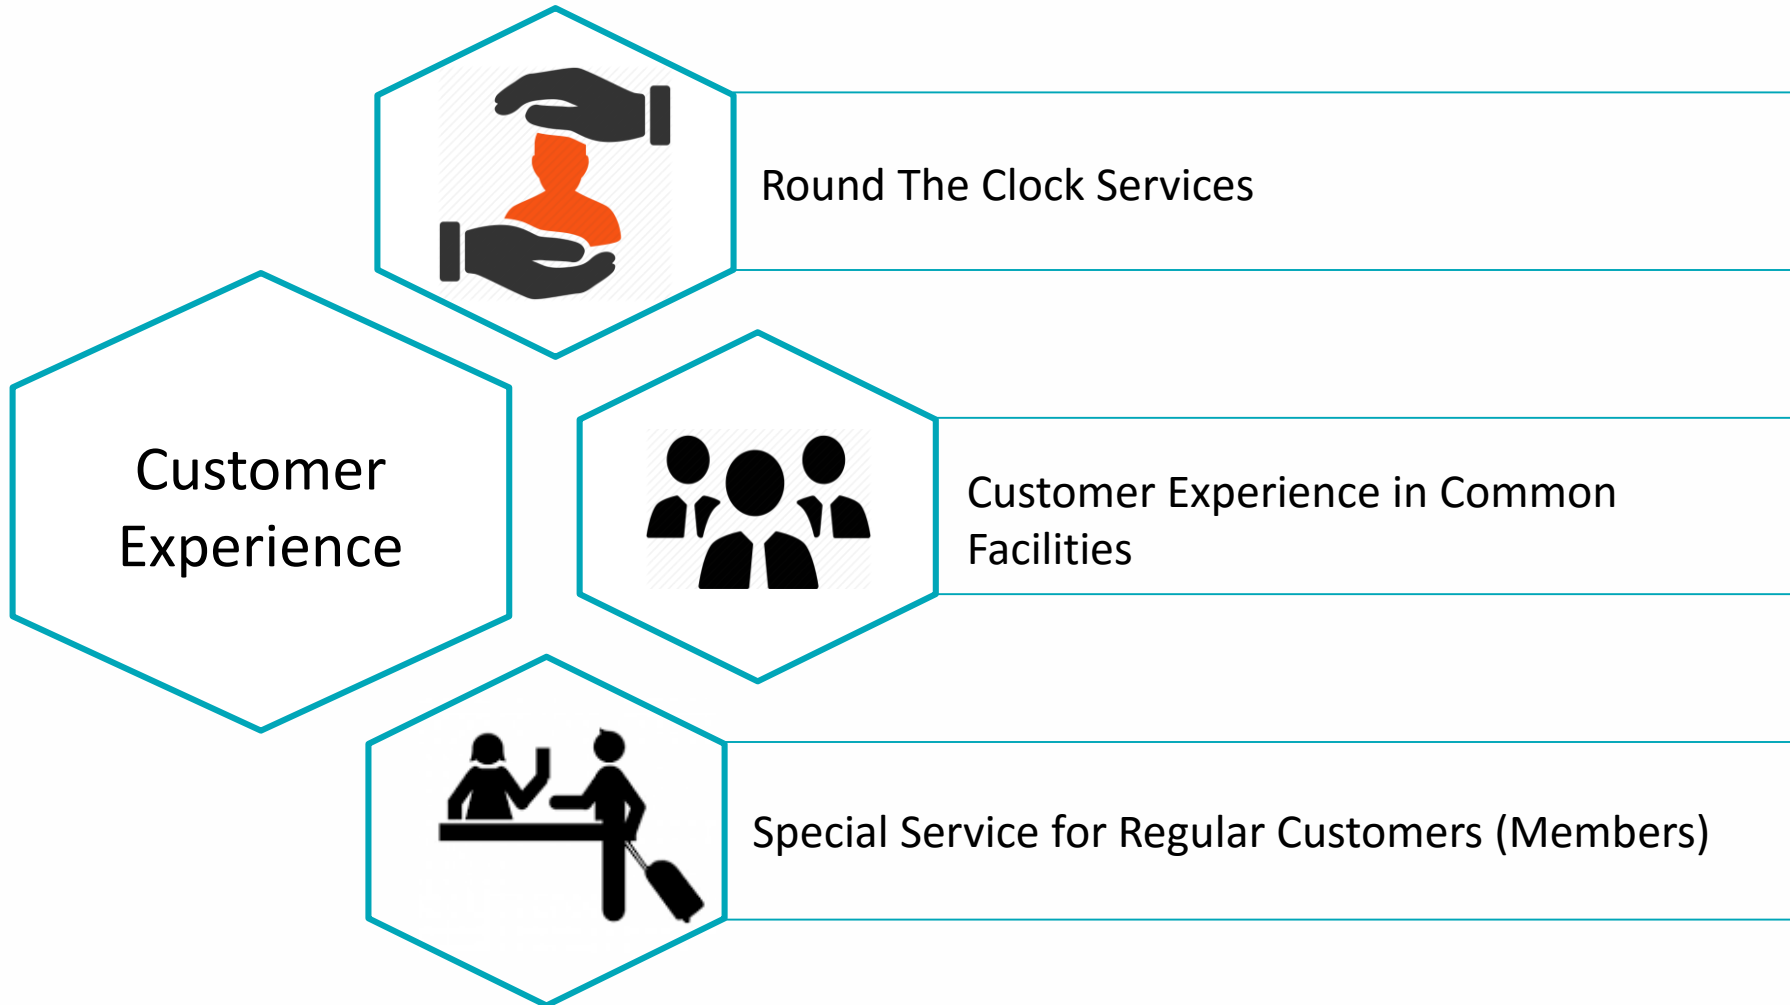 Round The Clock Services
Customer
Experience
Customer Experience in Common
Facilities
Special Service for Regular Customers (Members)